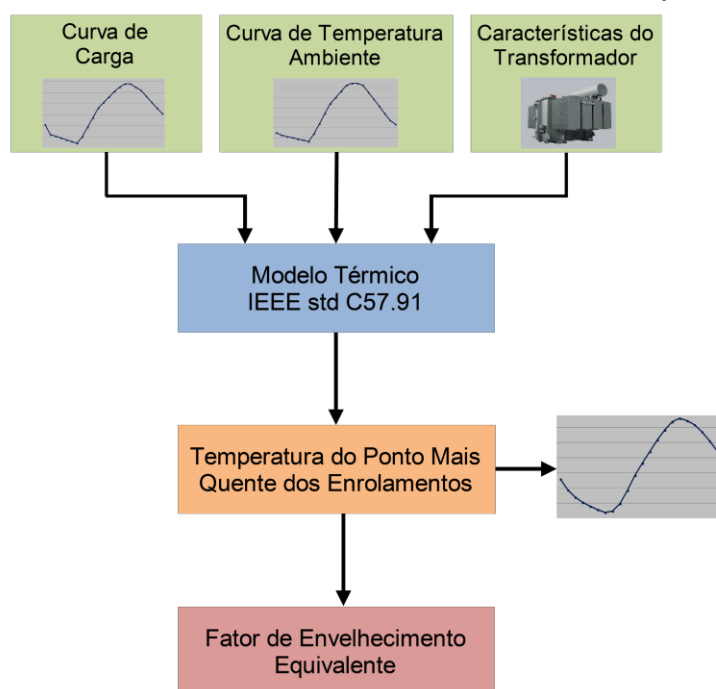 Curva de
Carga
Curva de Temperatura
Ambiente
Características do
Transformador
Modelo Térmico
IEEE std C57.91
Temperatura do Ponto Mais
Quente dos Enrolamentos
Fator de Envelhecimento
Equivalente